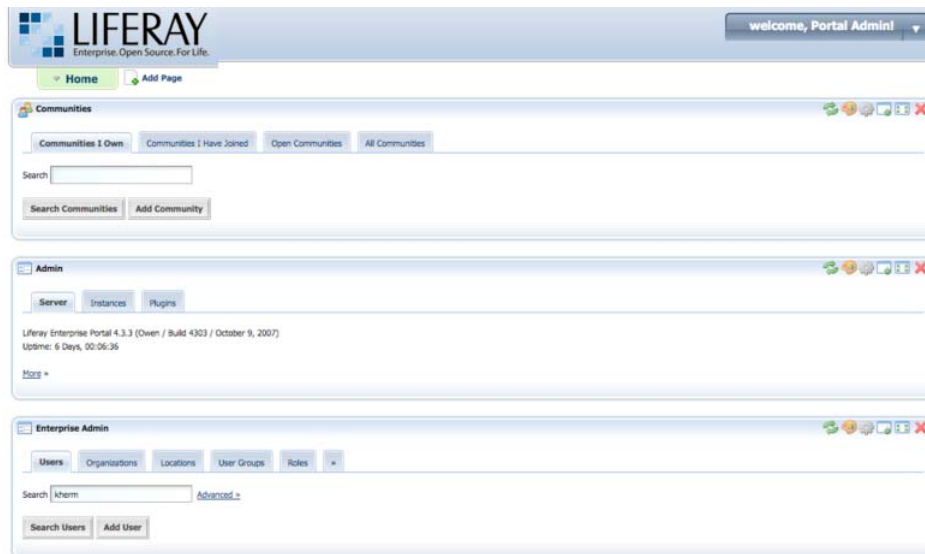 LIFERAY
Enterprise. Open Source. For Life.
welcome, Portal Admin!
Home
Add Page
Communities
Communities I Own Communities I Have Joined Open Communities All Communities
Search
Search Communities Add Community
Admin
Server Instances Plugins
Liferay Enterprise Portal 4.3.3 (Owen / Build 4303 / October 9, 2007)
Uptime: 6 Days, 00:06:36
More »
Enterprise Admin
Users Organizations Locations User Groups Roles »
Search kherm Advanced »
Search Users Add User